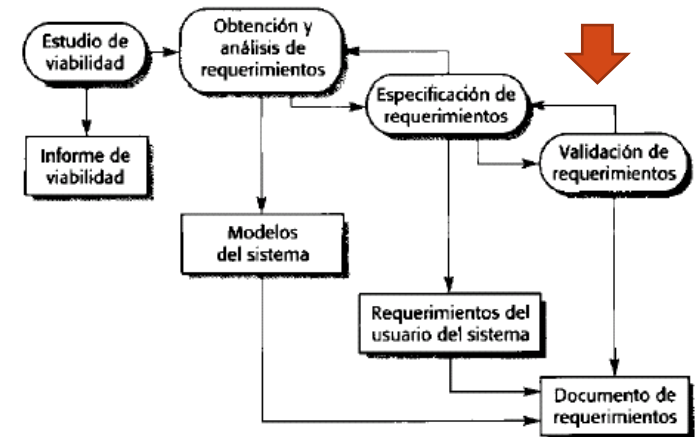 Estudio de
viabilidad
Obtención y
análisis de
requerimientos
Especificación de
requerimientos
Validación de
requerimientos
Informe de
viabilidad
Modelos
del sistema
Requerimientos del
usuario del sistema
Documento de
requerimientos